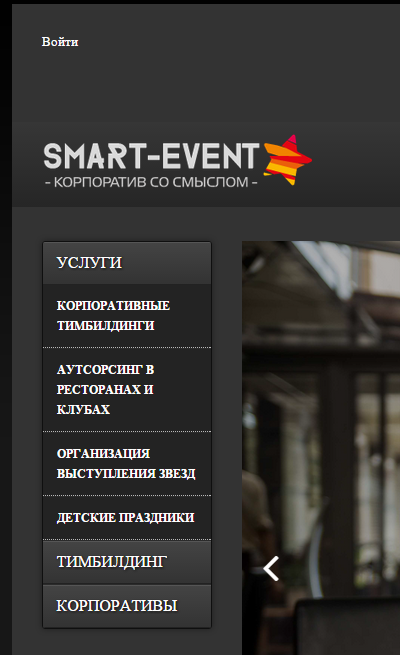 Войти
SMART-EVENT
- КОРПОРАТИВ СО СМЫСЛОМ -
УСЛУГИ
КОРПОРАТИВНЫЕ
ТИМБИЛДИНГИ
АУТСОРСИНГ В
РЕСТОРАНАХ И
КЛУБАХ
ОРГАНИЗАЦИЯ
ВЫСТУПЛЕНИЯ ЗВЕЗД
ДЕТСКИЕ ПРАЗДНИКИ
ТИМБИЛДИНГ
КОРПОРАТИВЫ